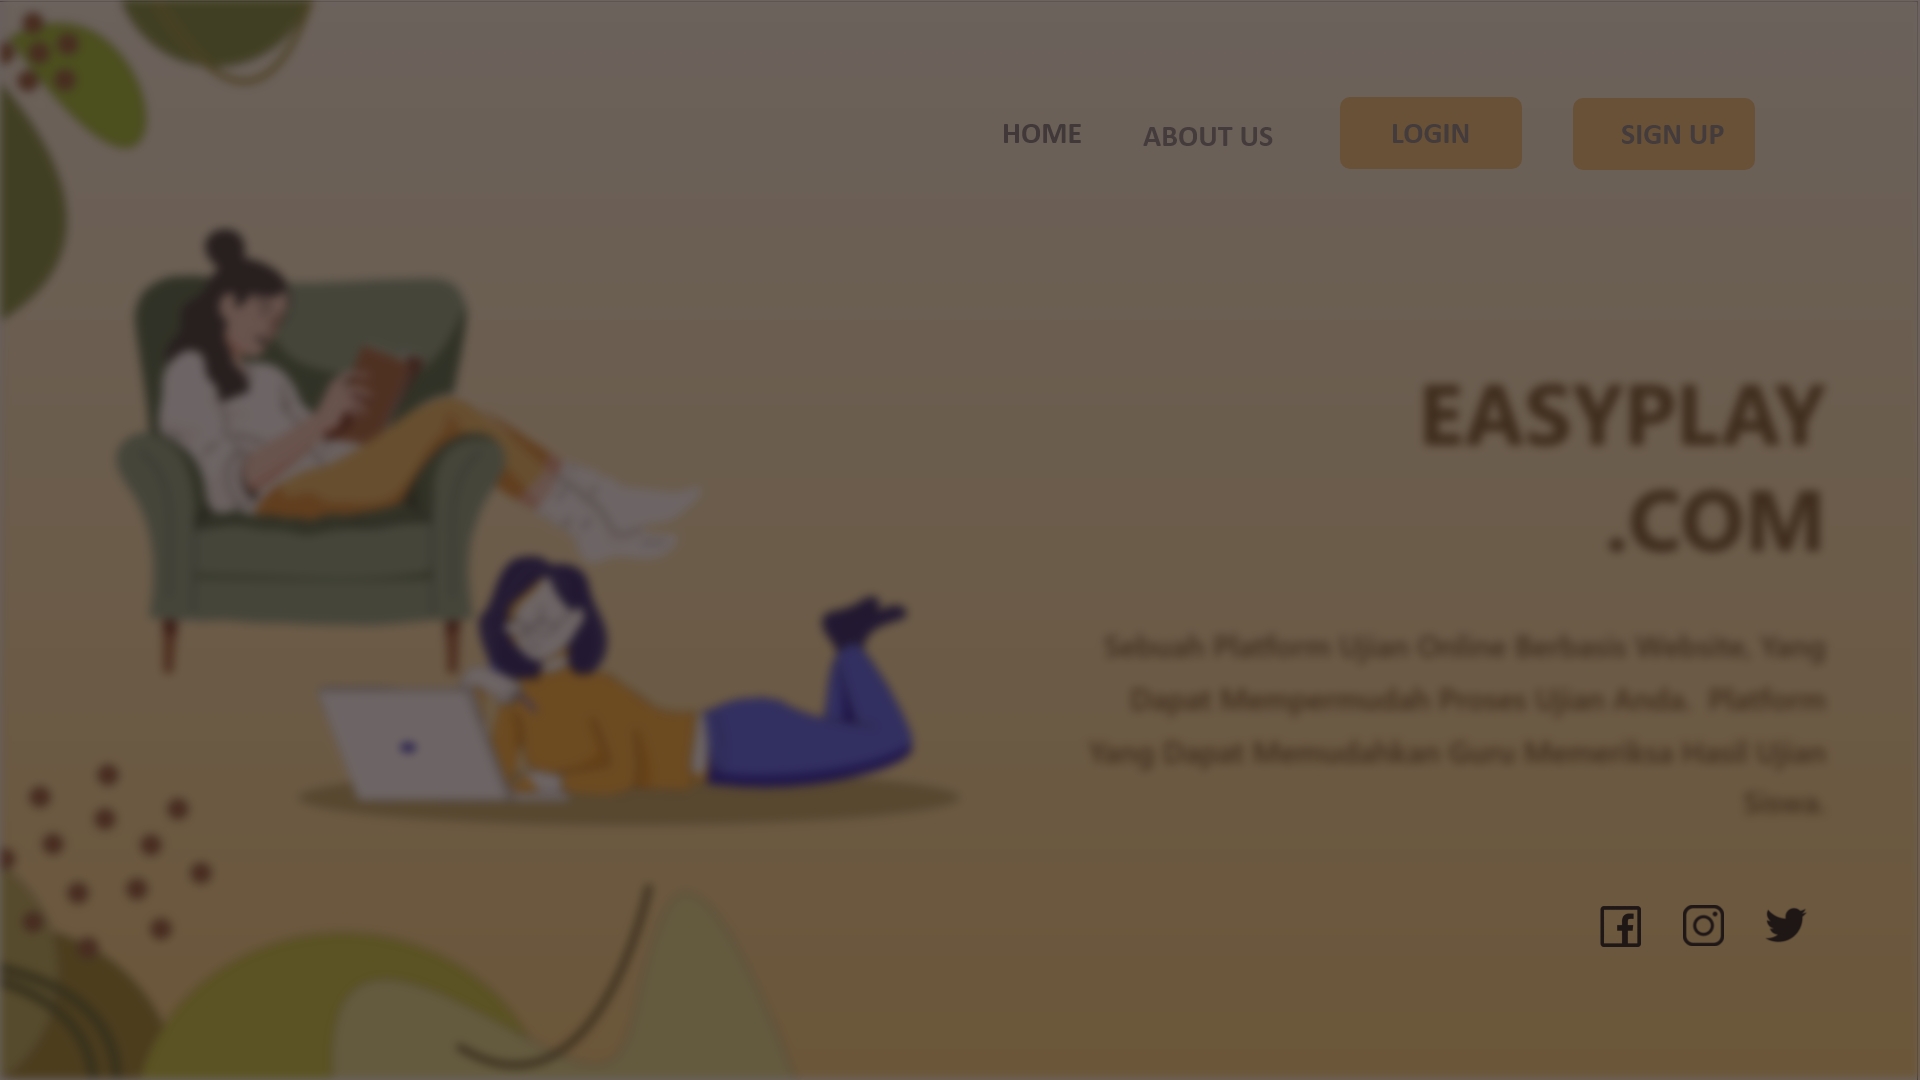 HOME
ABOUT US
LOGIN
SIGN UP
EASYPLAY
.COM
Sebuah Platform Ujian Online Berbasis Website, Yang
Dapat Mempermudah Proses Ujian Anda. Platform
Yang Dapat Memudahkan Guru Memeriksa Hasil Ujian
Siswa.